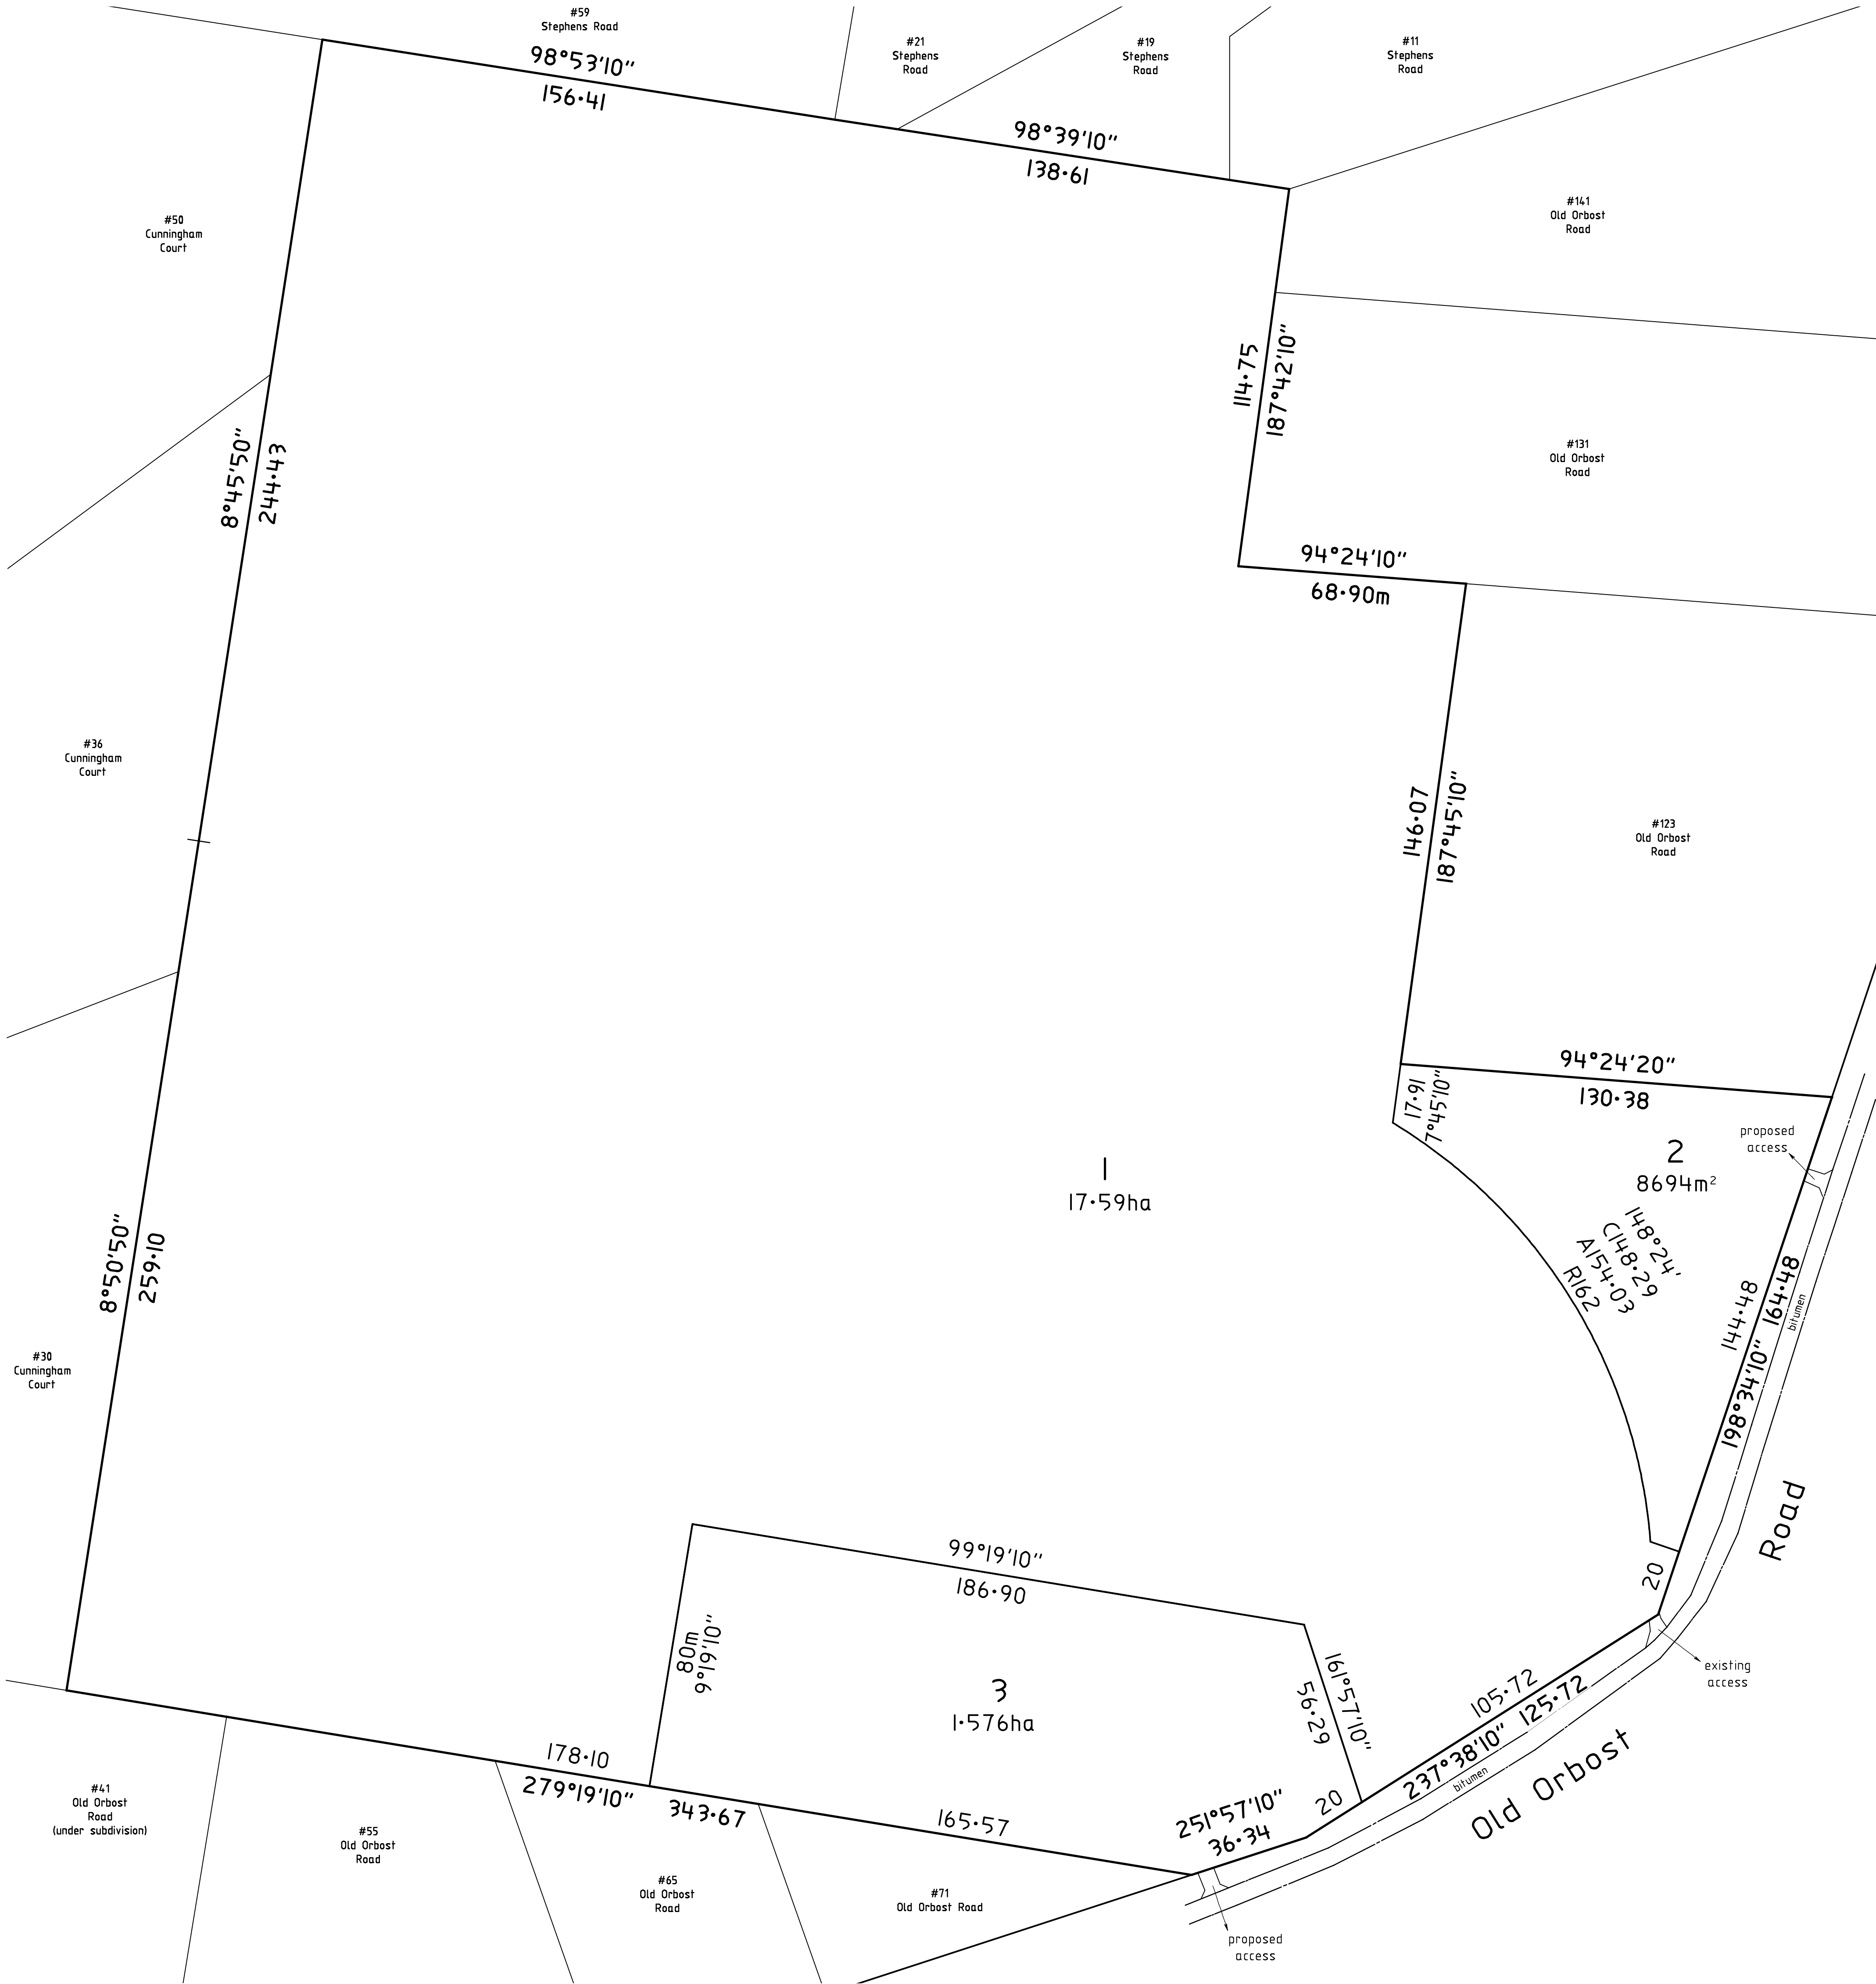 #59
Stephens Road
98°53'10"
156·41
#21
Stephens
Road
#19
Stephens
Road
#11
Stephens
Road
98°39'10"
138·61
#50
Cunningham
Court
#141
Old Orbost
Road
114·75
187°42'10"
#131
Old Orbost
Road
8°45'50"
244·43
94°24'10"
68·90m
#36
Cunningham
Court
146·07
187°45'10"
#123
Old Orbost
Road
94°24'20"
130·38
17·91
7°45'10"
proposed
access
2
8694m²
1
17·59ha
148°24'
C148·29
A154·03
R162
8°50'50"
259·10
144·48
198°34'10" 164·48
bitumen
#30
Cunningham
Court
Road
99°19'10"
186·90
20
80m
9°19'10"
161°57'10"
56·29
3
1·576ha
existing
access
105·72
237°38'10" 125·72
bitumen
Old Orbost
178·10
279°19'10" 343·67
165·57
251°57'10"
36·34
20
#41
Old Orbost
Road
(under subdivision)
#55
Old Orbost
Road
#65
Old Orbost
Road
#71
Old Orbost Road
proposed
access